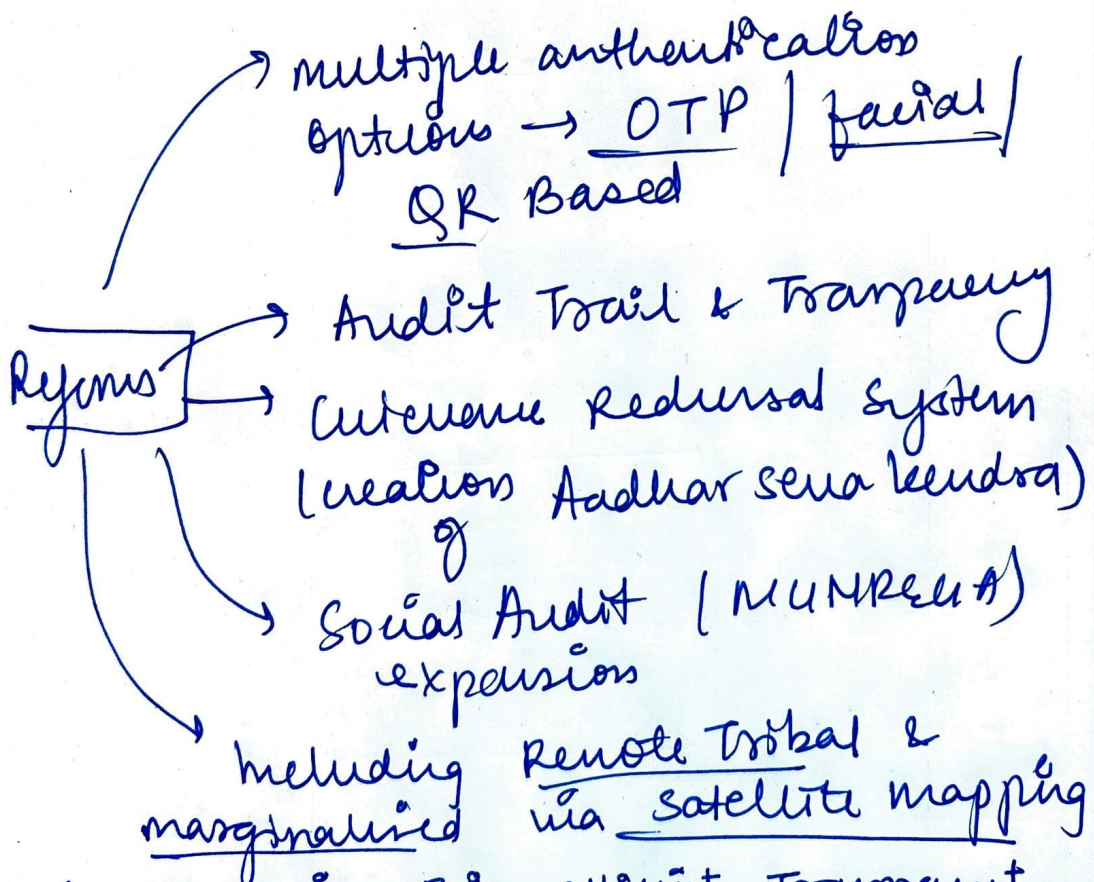 multiple authentication
options → OTP / facial /
QR Based
Audit Trail & Transparency
Reforms
Grievance Redressal System
(creation Aadhar seva kendra)
of
Social Audit (MGNREGA)
expansion
Including Remote Tribal &
marginalised via satellite mapping